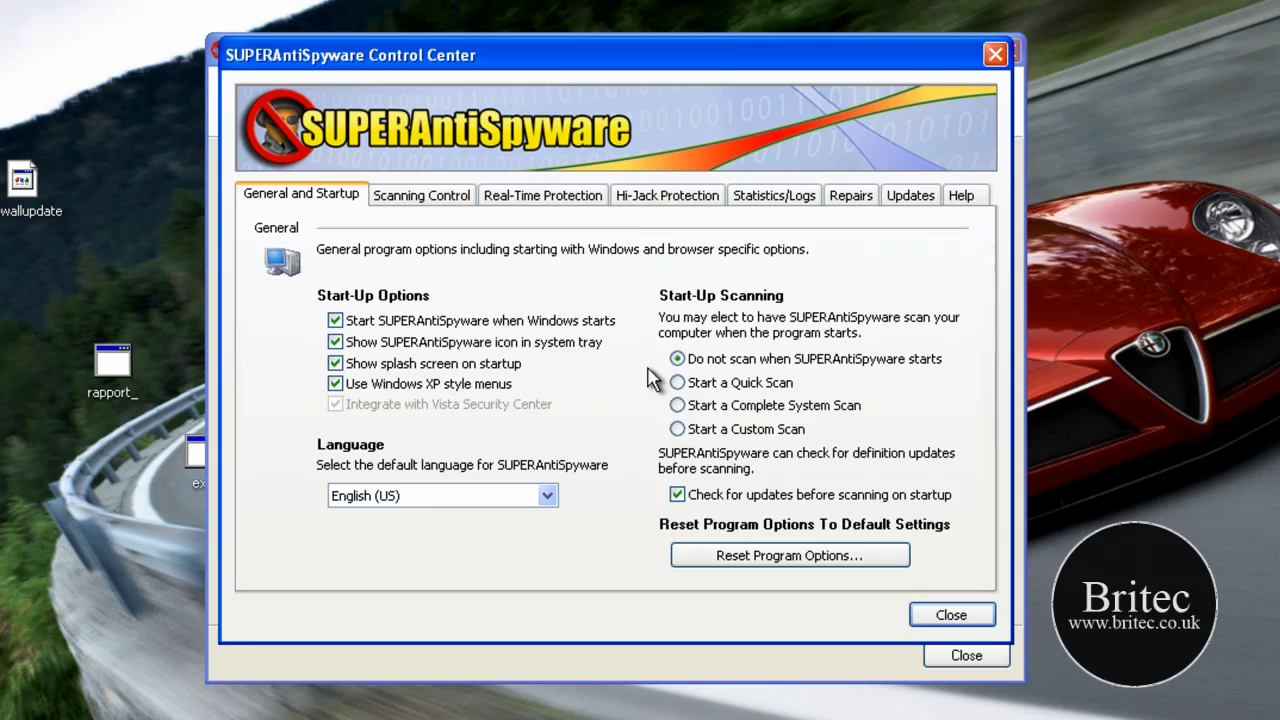 SUPERAntiSpyware Control Center
SUPERAntiSpyware
General and Startup
Scanning Control
Real-Time Protection
Hi-Jack Protection
Statistics/Logs
Repairs
Updates
Help
General
General program options including starting with Windows and browser specific options.
Start-Up Options
Start SUPERAntiSpyware when Windows starts
Show SUPERAntiSpyware icon in system tray
Show splash screen on startup
Use Windows XP style menus
Integrate with Vista Security Center
Language
Select the default language for SUPERAntiSpyware
English (US)
Start-Up Scanning
You may elect to have SUPERAntiSpyware scan your
computer when the program starts.
Do not scan when SUPERAntiSpyware starts
Start a Quick Scan
Start a Complete System Scan
Start a Custom Scan
SUPERAntiSpyware can check for definition updates
before scanning.
Check for updates before scanning on startup
Reset Program Options To Default Settings
Reset Program Options...
Close
Close
wallupdate
rapport_
ex
Britec
www.britec.co.uk